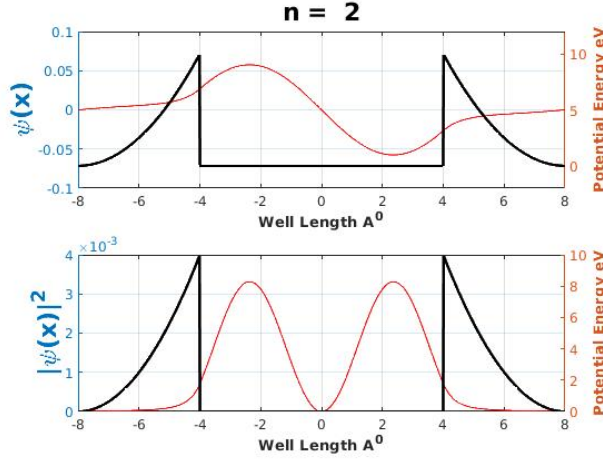 n = 2
ψ(x)
0.1
0.05
0
-0.05
-0.1
10
5
0
Potential Energy eV
-8 -6 -4 -2 0 2 4 6 8
Well Length A⁰
×10⁻³
|ψ(x)|²
4
3
2
1
0
10
8
6
4
2
0
Potential Energy eV
-8 -6 -4 -2 0 2 4 6 8
Well Length A⁰